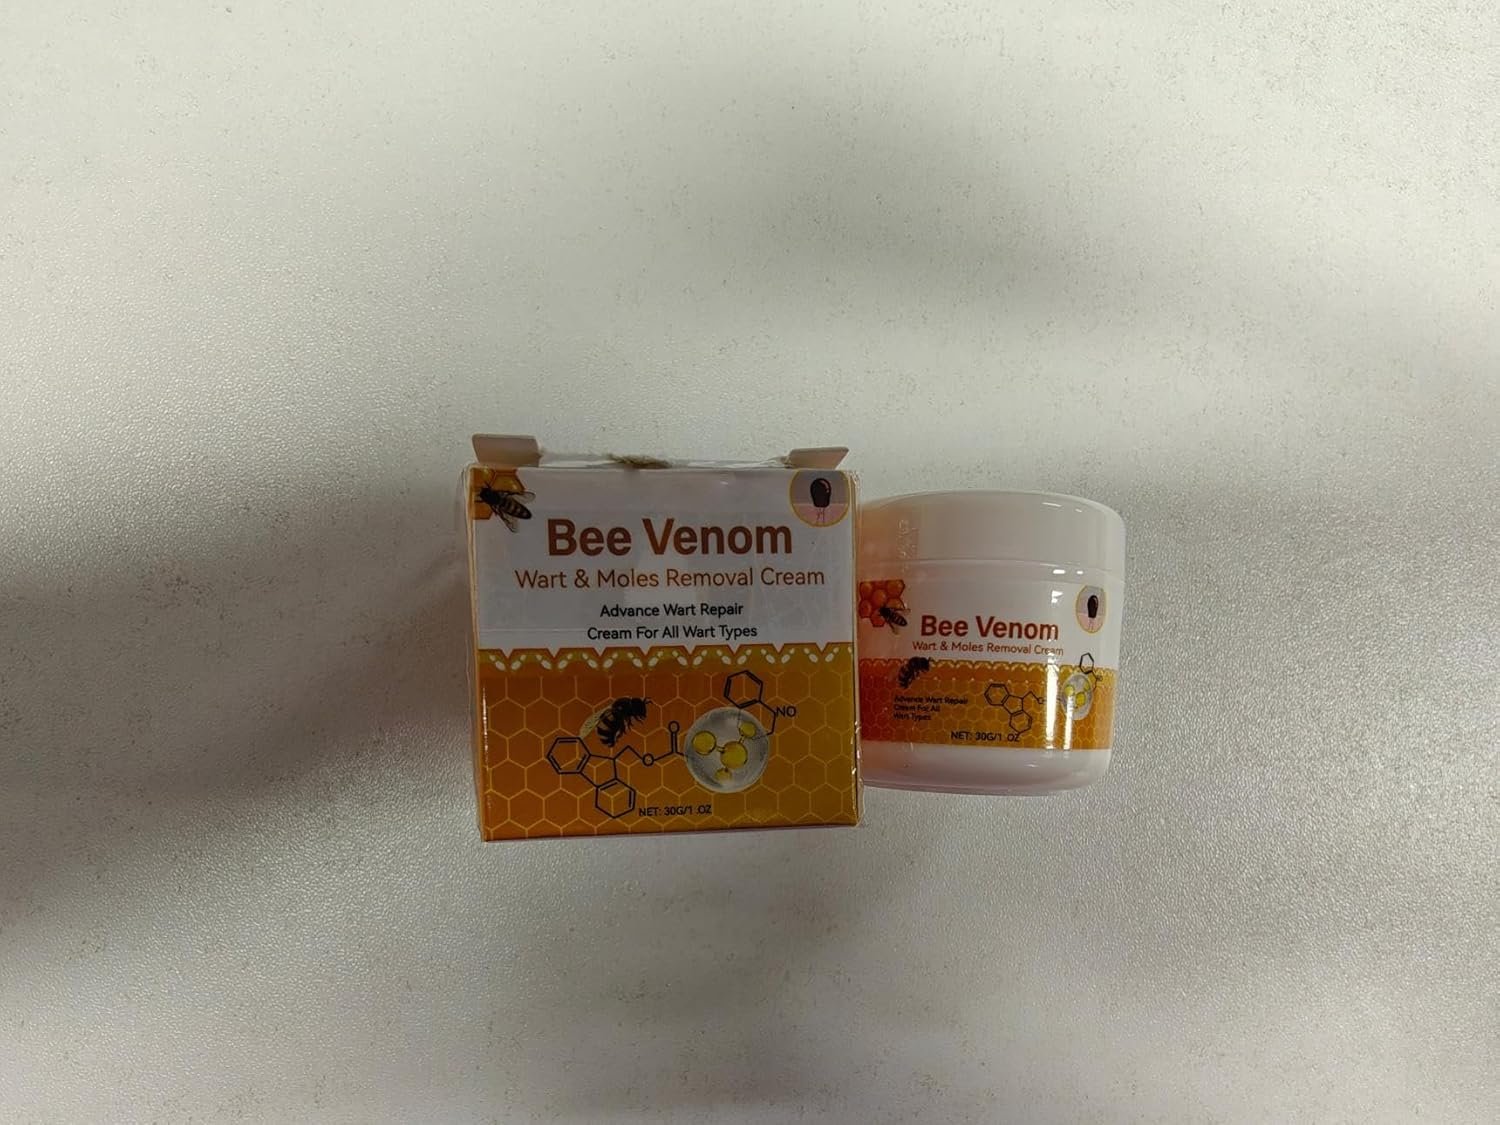 Bee Venom
Wart & Moles Removal Cream
Advance Wart Repair
Cream For All Wart Types
NO
O
O
NET: 30G/1 .OZ
Bee Venom
Wart & Moles Removal Cream
Advance Wart Repair
Cream For All
Wart Types
NET: 30G/1 .OZ